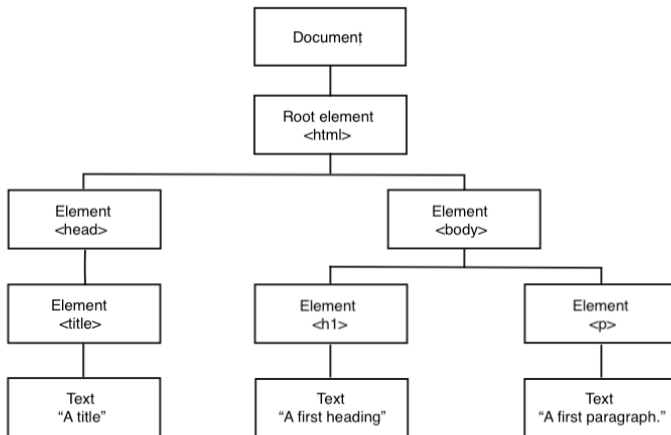 Document
Root element
<html>
Element
<head>
Element
<body>
Element
<title>
Element
<h1>
Element
<p>
Text
“A title”
Text
“A first heading”
Text
“A first paragraph.”